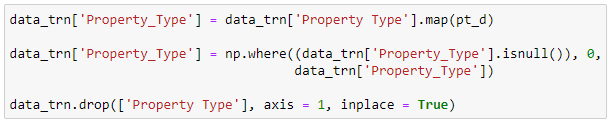 data_trn['Property_Type'] = data_trn['Property Type'].map(pt_d)
data_trn['Property_Type'] = np.where((data_trn['Property_Type'].isnull()), 0,
data_trn['Property_Type'])
data_trn.drop(['Property Type'], axis = 1, inplace = True)